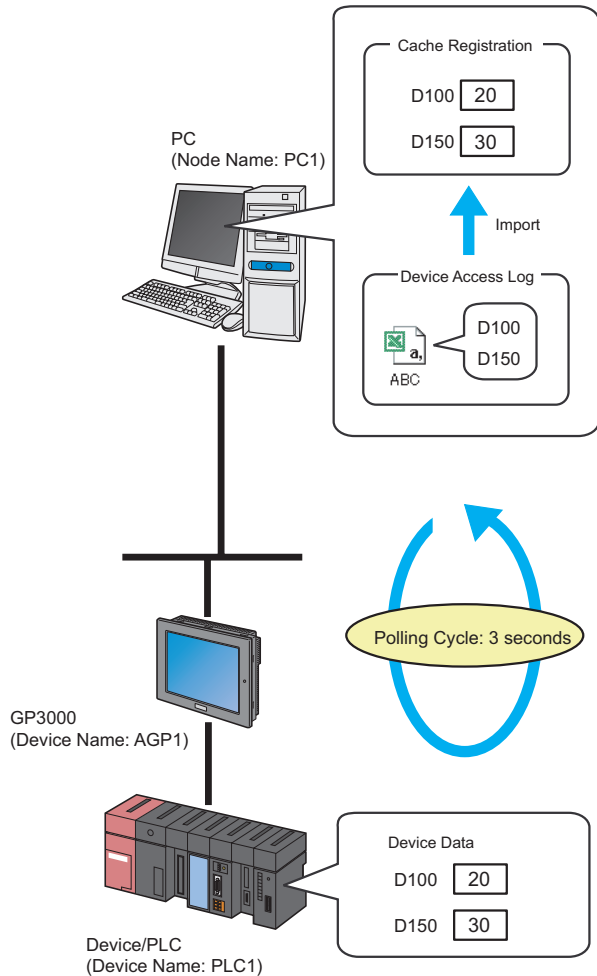 Cache Registration
D100 20
D150 30
PC
(Node Name: PC1)
Import
Device Access Log
a,
D100
D150
ABC
Polling Cycle: 3 seconds
GP3000
(Device Name: AGP1)
Device Data
D100 20
D150 30
Device/PLC
(Device Name: PLC1)